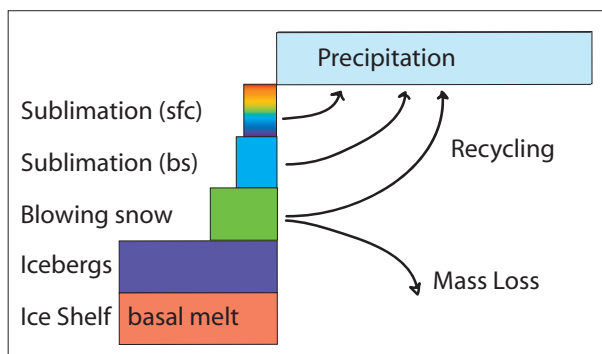 Precipitation
Sublimation (sfc)
Sublimation (bs)
Recycling
Blowing snow
Icebergs
Mass Loss
Ice Shelf basal melt